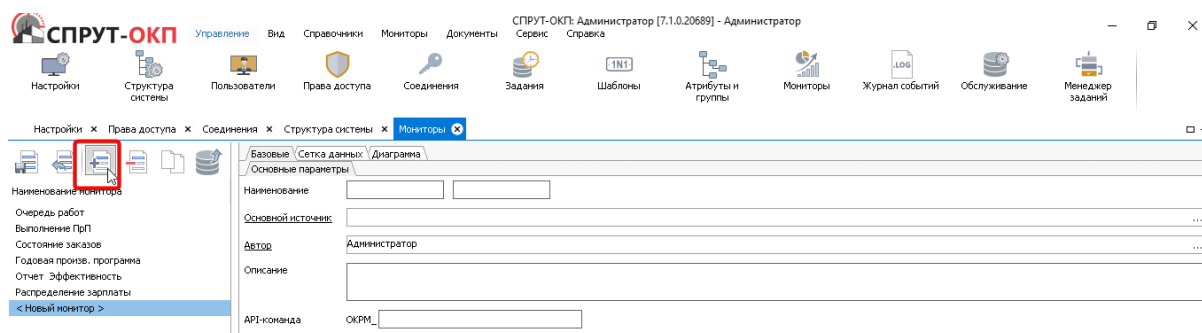 СПРУТ-ОКП: Администратор [7.1.0.20689] - Администратор
СПРУТ-ОКП
Управление Вид Справочники Мониторы Документы Сервис Справка
Настройки Структура системы Пользователи Права доступа Соединения Задания 1N1 Шаблоны Атрибуты и группы Мониторы .LOG Журнал событий Обслуживание Менеджер заданий
Настройки Права доступа Соединения Структура системы Мониторы
Базовые Сетка данных Диаграмма
Основные параметры
Наименование монитора
Наименование
Очередь работ
Основной источник ...
Выполнение ПрП
Состояние заказов
Автор Администратор ...
Годовая произв. программа
Описание
Отчет Эффективность
Распределение зарплаты
< Новый монитор >
API-команда ОКРМ_